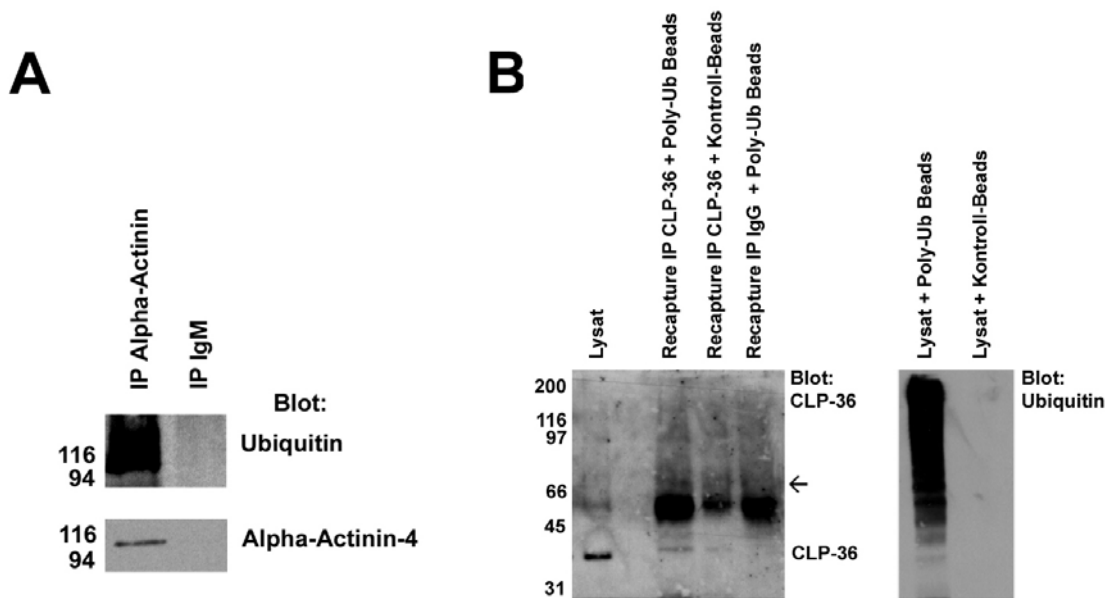 A
IP Alpha-Actinin
IP IgM
Blot:
116
94
Ubiquitin
116
94
Alpha-Actinin-4
B
Lysat
Recapture IP CLP-36 + Poly-Ub Beads
Recapture IP CLP-36 + Kontroll-Beads
Recapture IP IgG + Poly-Ub Beads
200
116
97
66
45
31
Blot:
CLP-36
←
CLP-36
Lysat + Poly-Ub Beads
Lysat + Kontroll-Beads
Blot:
Ubiquitin